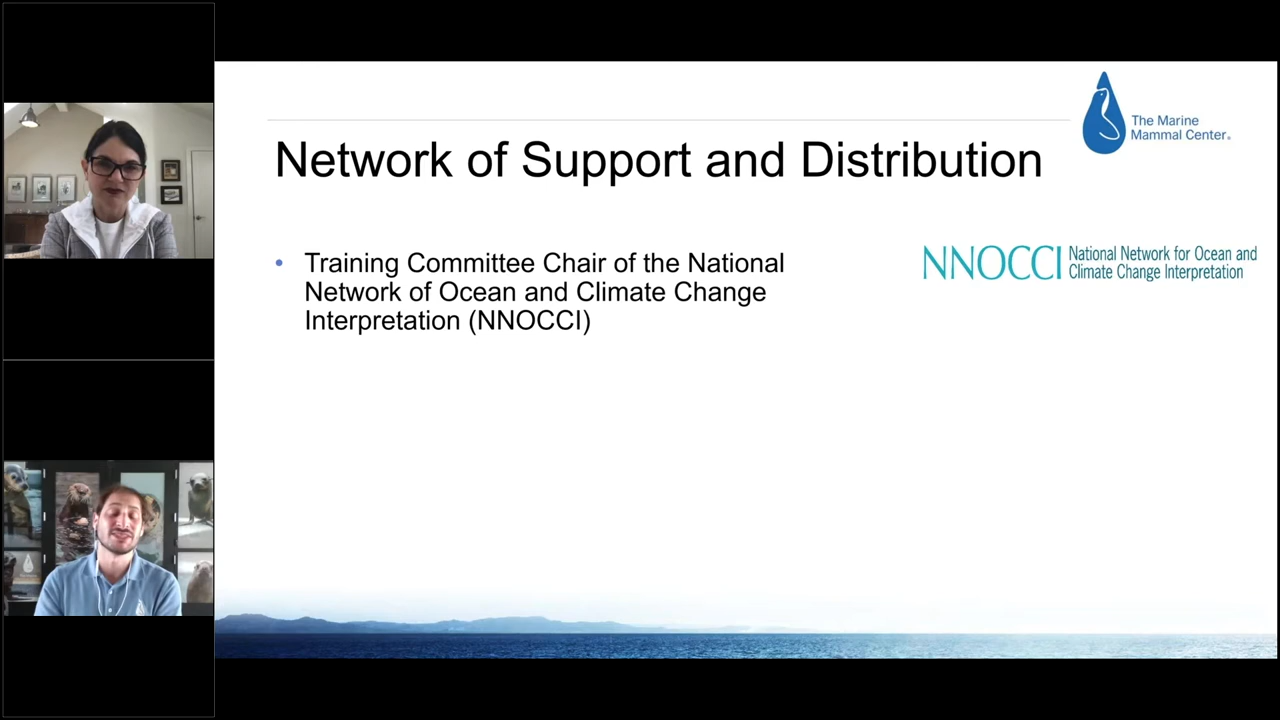 The Marine
Mammal Center®
Network of Support and Distribution
• Training Committee Chair of the National
Network of Ocean and Climate Change
Interpretation (NNOCCI)
NNOCCI National Network for Ocean and
Climate Change Interpretation